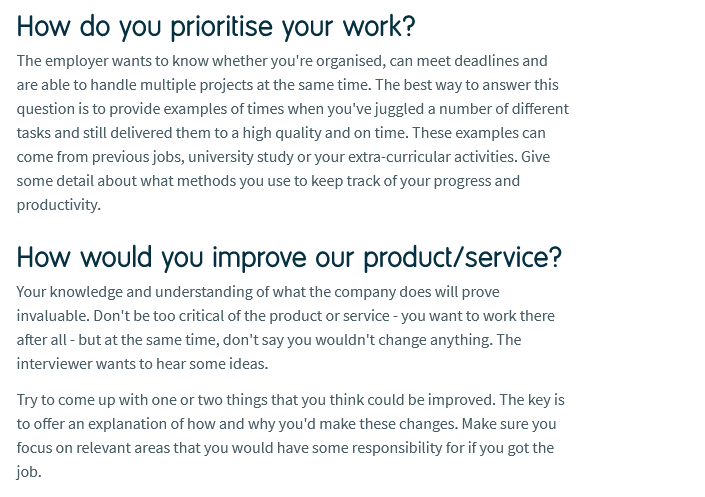 How do you prioritise your work?
The employer wants to know whether you're organised, can meet deadlines and
are able to handle multiple projects at the same time. The best way to answer this
question is to provide examples of times when you've juggled a number of different
tasks and still delivered them to a high quality and on time. These examples can
come from previous jobs, university study or your extra-curricular activities. Give
some detail about what methods you use to keep track of your progress and
productivity.
How would you improve our product/service?
Your knowledge and understanding of what the company does will prove
invaluable. Don't be too critical of the product or service - you want to work there
after all - but at the same time, don't say you wouldn't change anything. The
interviewer wants to hear some ideas.
Try to come up with one or two things that you think could be improved. The key is
to offer an explanation of how and why you'd make these changes. Make sure you
focus on relevant areas that you would have some responsibility for if you got the
job.